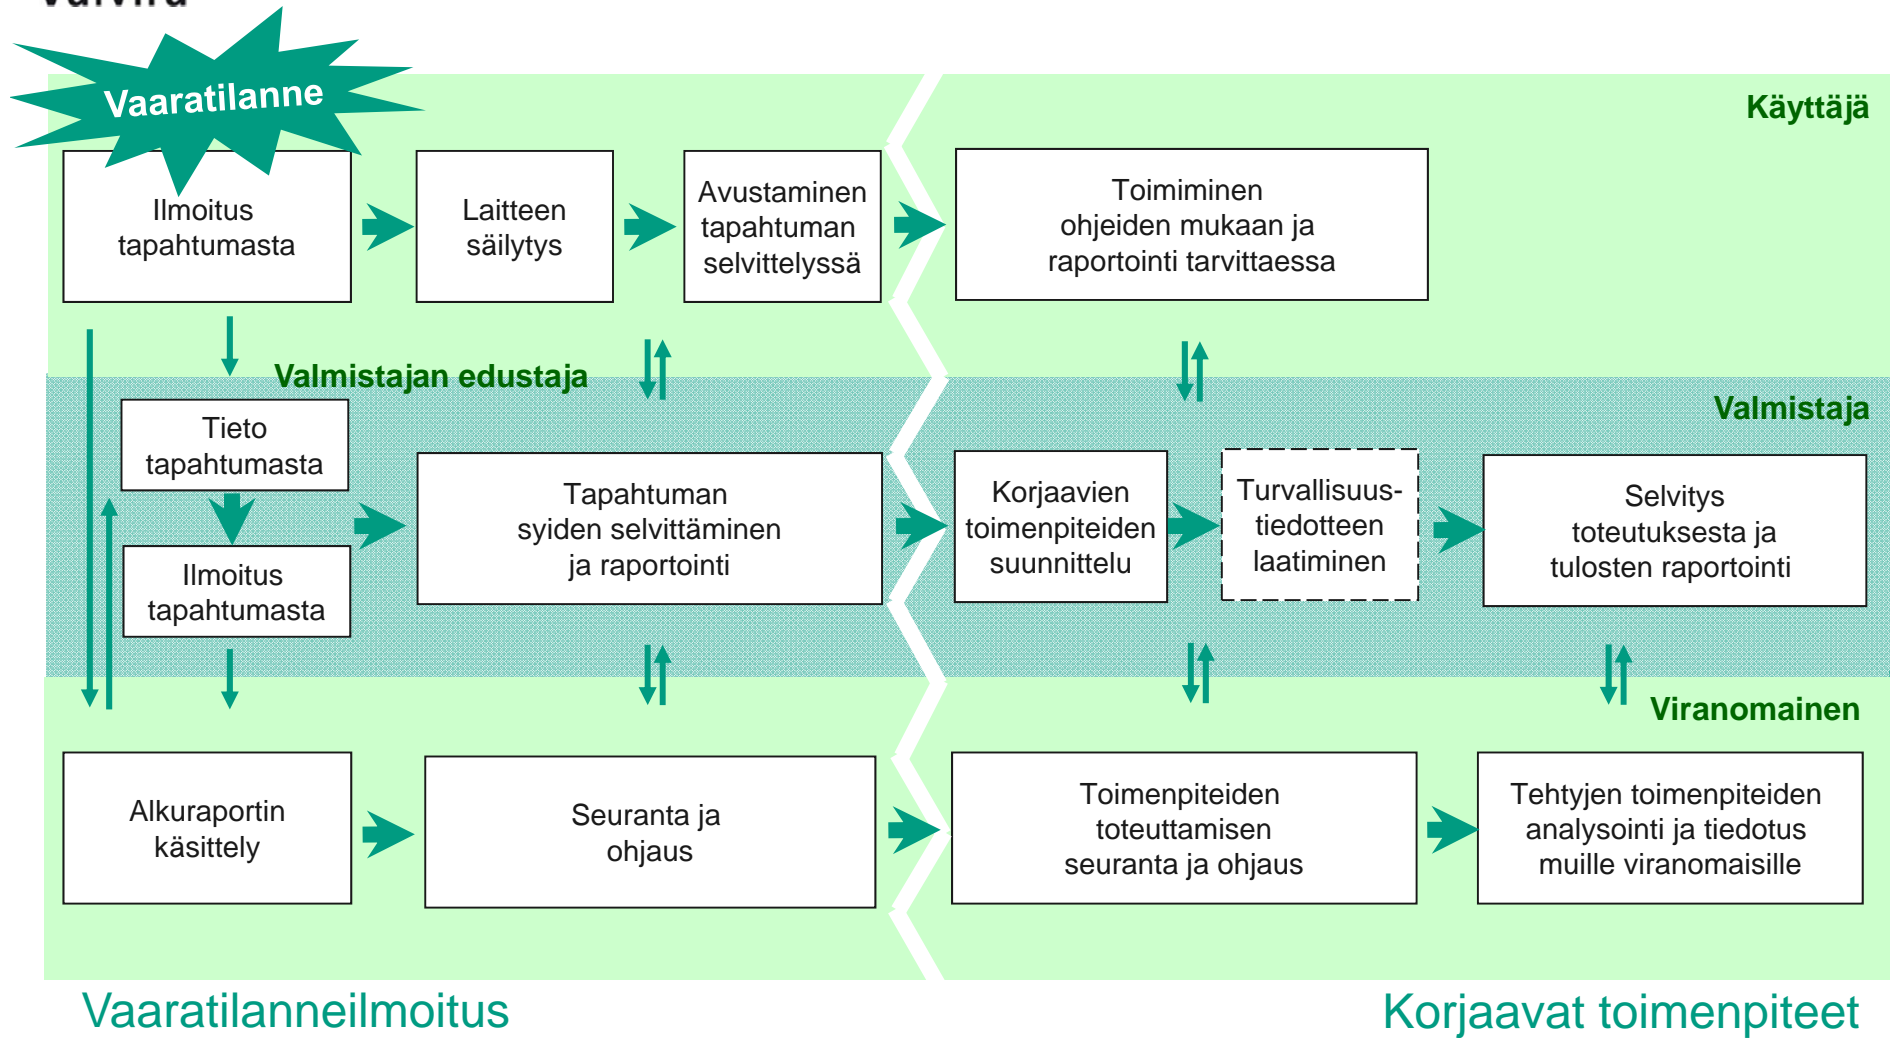 Vaaratilanne
Käyttäjä
Ilmoitus
tapahtumasta
Laitteen
säilytys
Avustaminen
tapahtuman
selvittelyssä
Toimiminen
ohjeiden mukaan ja
raportointi tarvittaessa
Valmistajan edustaja
Valmistaja
Tieto
tapahtumasta
Ilmoitus
tapahtumasta
Tapahtuman
syiden selvittäminen
ja raportointi
Korjaavien
toimenpiteiden
suunnittelu
Turvallisuus-
tiedotteen
laatiminen
Selvitys
toteutuksesta ja
tulosten raportointi
Viranomainen
Alkuraportin
käsittely
Seuranta ja
ohjaus
Toimenpiteiden
toteuttamisen
seuranta ja ohjaus
Tehtyjen toimenpiteiden
analysointi ja tiedotus
muille viranomaisille
Vaaratilanneilmoitus
Korjaavat toimenpiteet